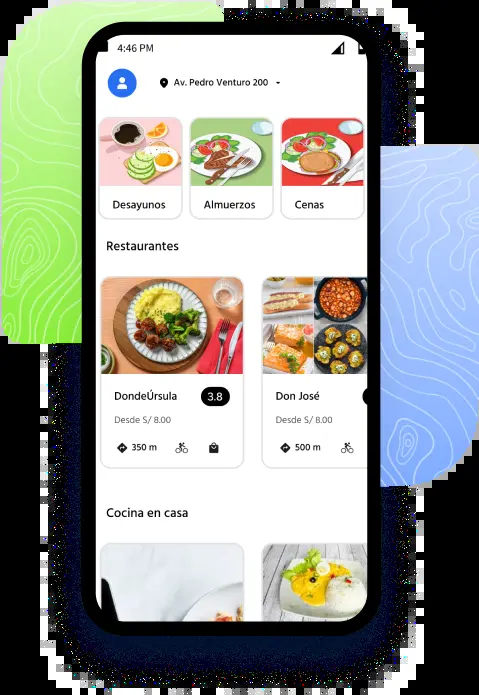 4:46 PM
Av. Pedro Venturo 200
Desayunos
Almuerzos
Cenas
Restaurantes
DondeÚrsula
3.8
Desde S/ 8.00
350 m
Don José
Desde S/ 8.00
500 m
Cocina en casa